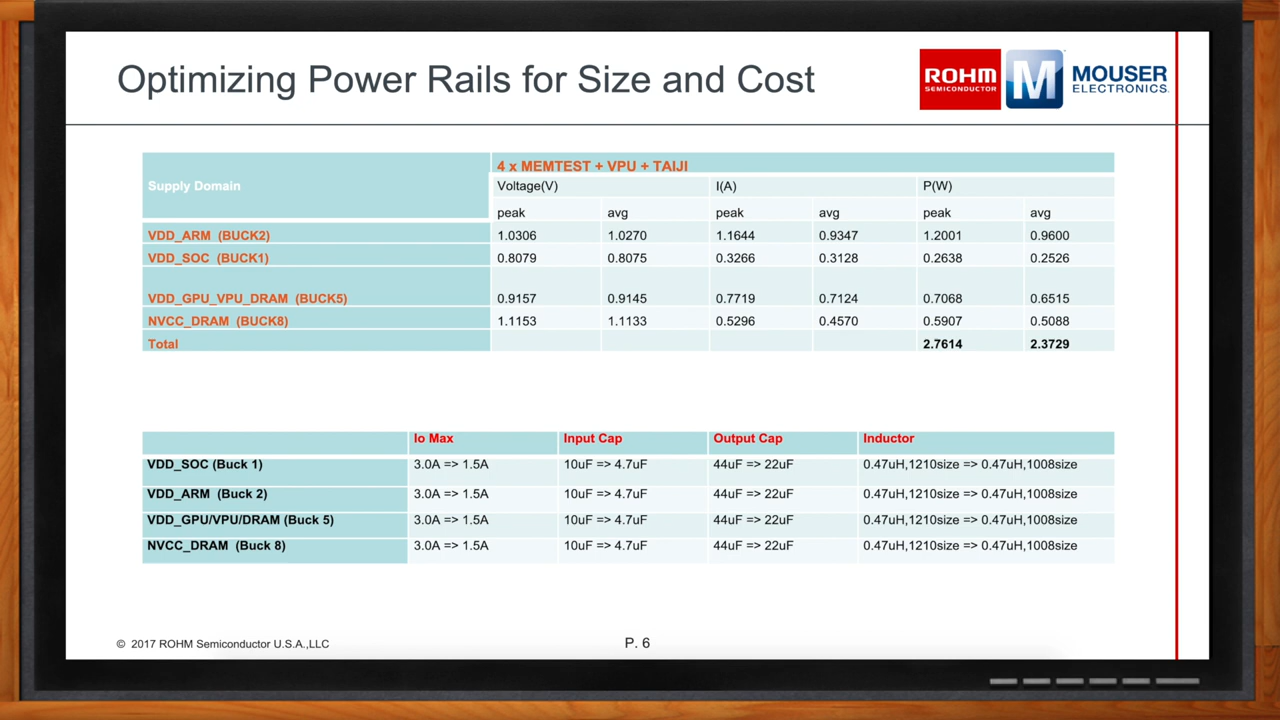 Optimizing Power Rails for Size and Cost
ROHM
SEMICONDUCTOR
M
MOUSER
ELECTRONICS
Supply Domain
4 x MEMTEST + VPU + TAIJI
Voltage(V) I(A) P(W)
peak avg peak avg peak avg
VDD_ARM (BUCK2) 1.0306 1.0270 1.1644 0.9347 1.2001 0.9600
VDD_SOC (BUCK1) 0.8079 0.8075 0.3266 0.3128 0.2638 0.2526
VDD_GPU_VPU_DRAM (BUCK5) 0.9157 0.9145 0.7719 0.7124 0.7068 0.6515
NVCC_DRAM (BUCK8) 1.1153 1.1133 0.5296 0.4570 0.5907 0.5088
Total 2.7614 2.3729
Io Max Input Cap Output Cap Inductor
VDD_SOC (Buck 1) 3.0A => 1.5A 10uF => 4.7uF 44uF => 22uF 0.47uH,1210size => 0.47uH,1008size
VDD_ARM (Buck 2) 3.0A => 1.5A 10uF => 4.7uF 44uF => 22uF 0.47uH,1210size => 0.47uH,1008size
VDD_GPU/VPU/DRAM (Buck 5) 3.0A => 1.5A 10uF => 4.7uF 44uF => 22uF 0.47uH,1210size => 0.47uH,1008size
NVCC_DRAM (Buck 8) 3.0A => 1.5A 10uF => 4.7uF 44uF => 22uF 0.47uH,1210size => 0.47uH,1008size
© 2017 ROHM Semiconductor U.S.A.,LLC P. 6